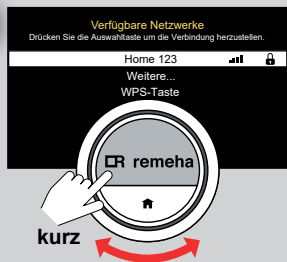 Verfügbare Netzwerke
Drücken Sie die Auswahltaste um die Verbindung herzustellen.
Home 123
Weitere...
WPS-Taste
remeha
kurz